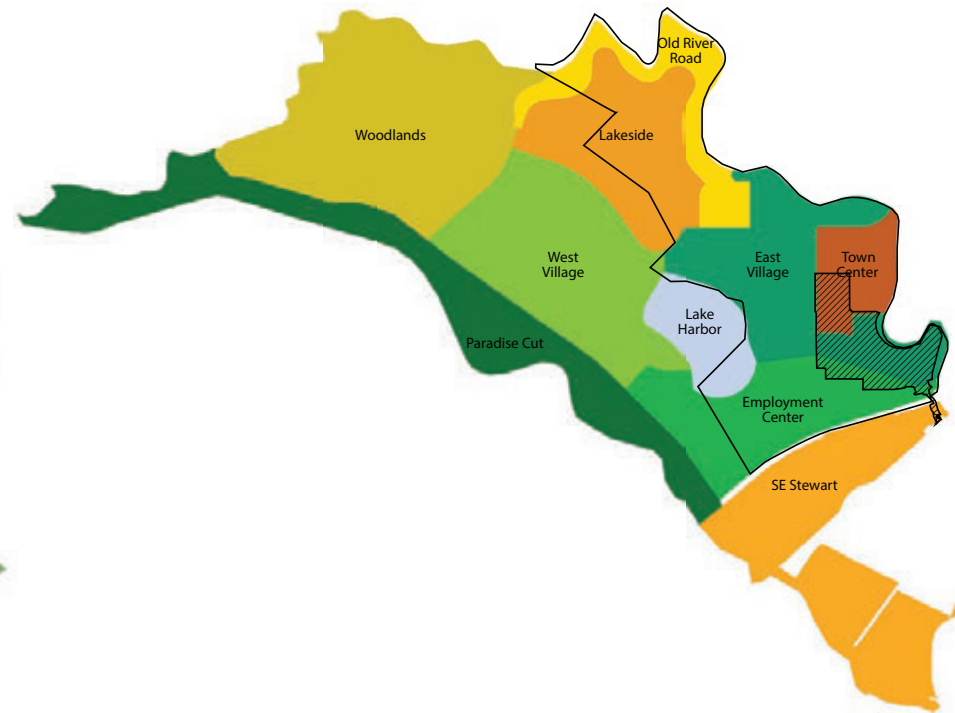 Old River
Road
Woodlands
Lakeside
West
Village
East
Village
Town
Center
Lake
Harbor
Paradise Cut
Employment
Center
SE Stewart